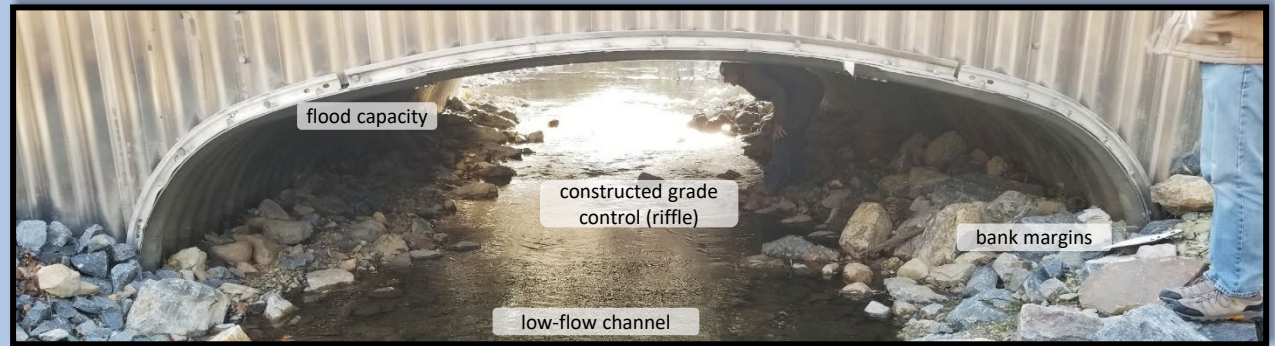 flood capacity
constructed grade
control (riffle)
bank margins
low-flow channel